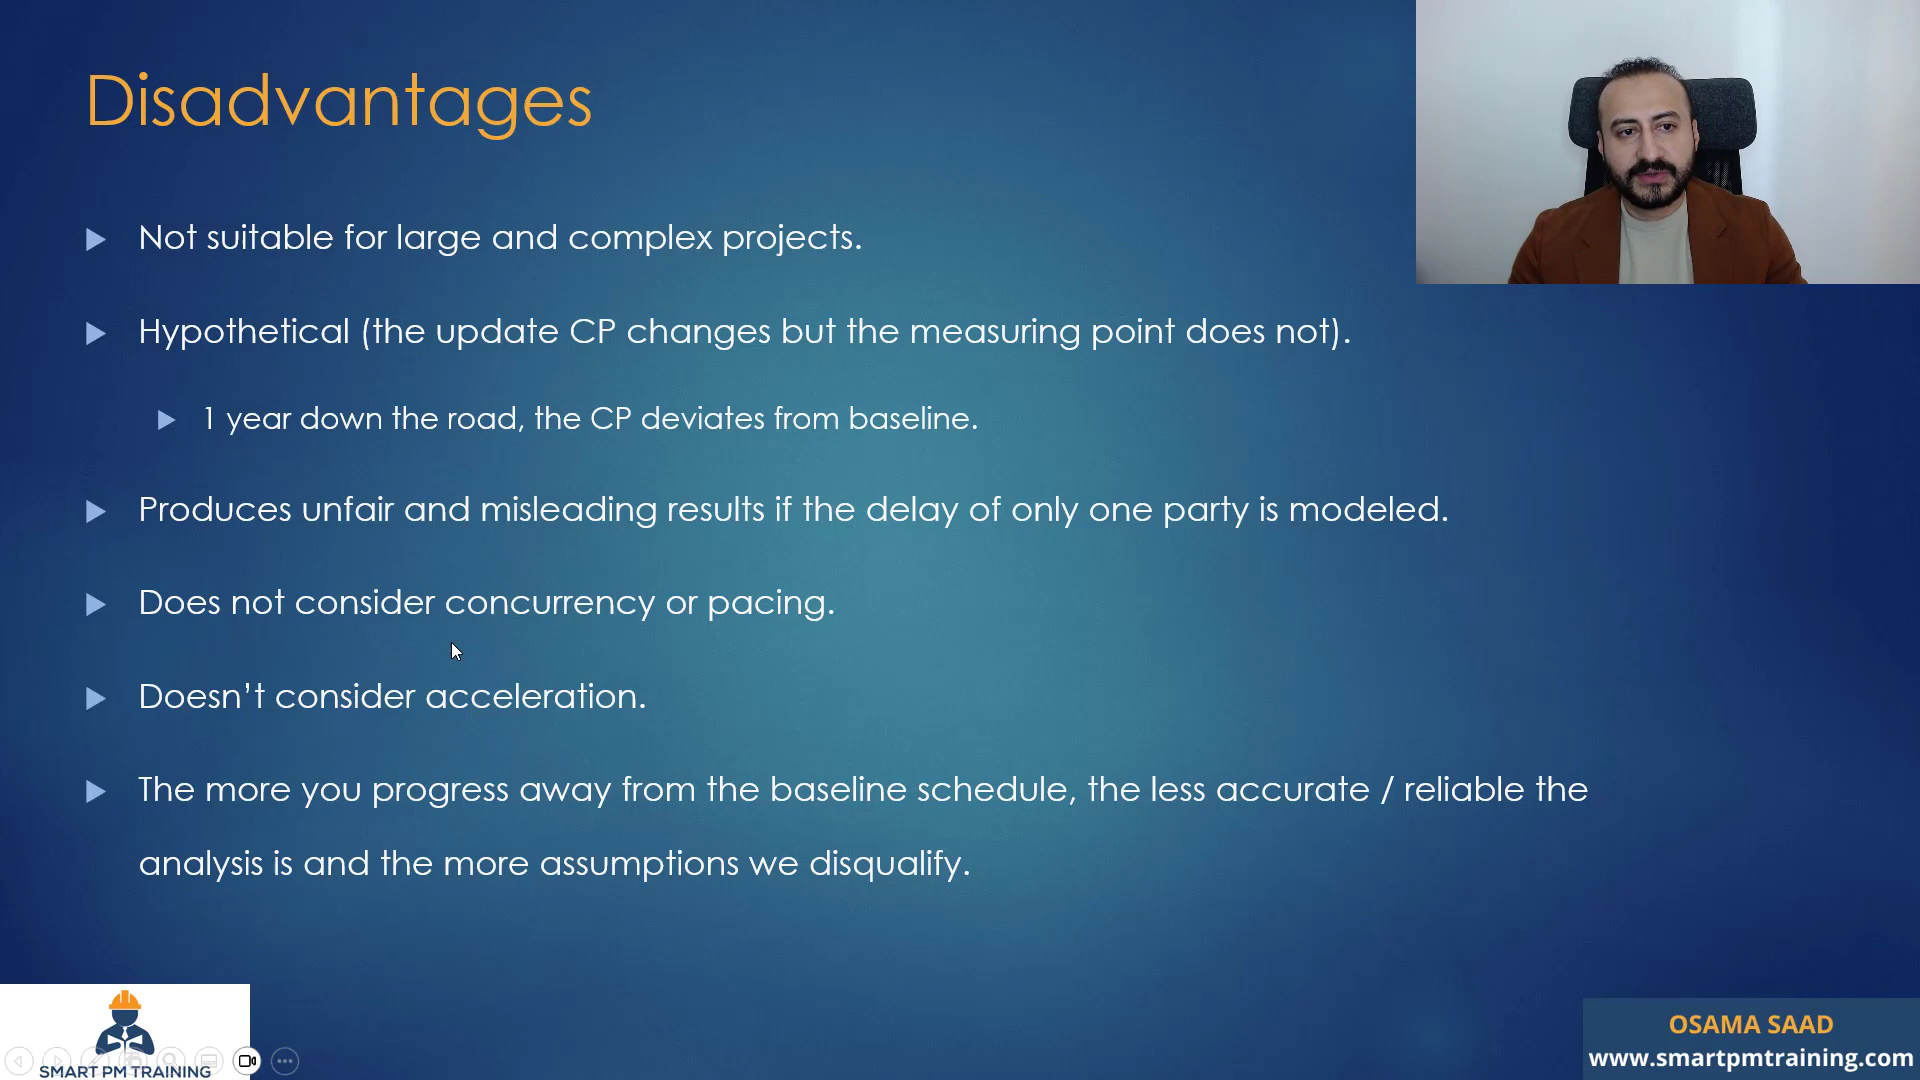 Disadvantages
Not suitable for large and complex projects.
Hypothetical (the update CP changes but the measuring point does not).
1 year down the road, the CP deviates from baseline.
Produces unfair and misleading results if the delay of only one party is modeled.
Does not consider concurrency or pacing.
Doesn't consider acceleration.
The more you progress away from the baseline schedule, the less accurate / reliable the
analysis is and the more assumptions we disqualify.
SMART PM TRAINING
OSAMA SAAD
www.smartpmtraining.com